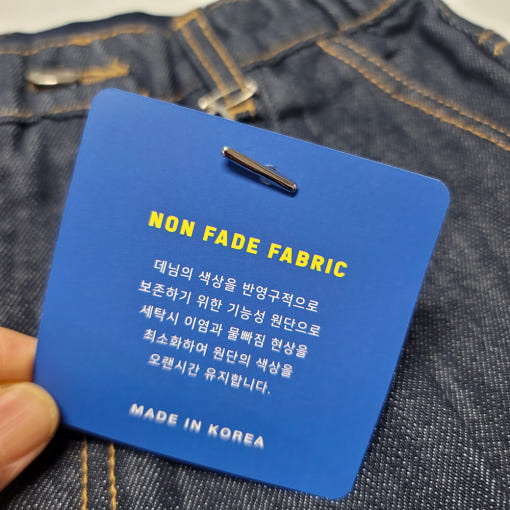 NON FADE FABRIC
데님의 색상을 반영구적으로
보존하기 위한 기능성 원단으로
세탁시 이염과 물빠짐 현상을
최소화하여 원단의 색상을
오랜시간 유지합니다.
MADE IN KOREA